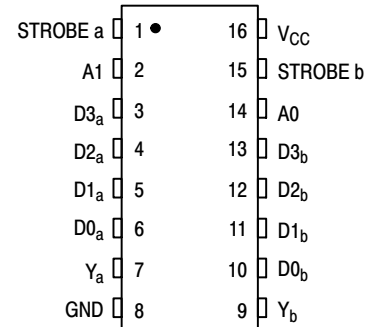 STROBE a 1 16 VCC
A1 2 15 STROBE b
D3a 3 14 A0
D2a 4 13 D3b
D1a 5 12 D2b
D0a 6 11 D1b
Ya 7 10 D0b
GND 8 9 Yb